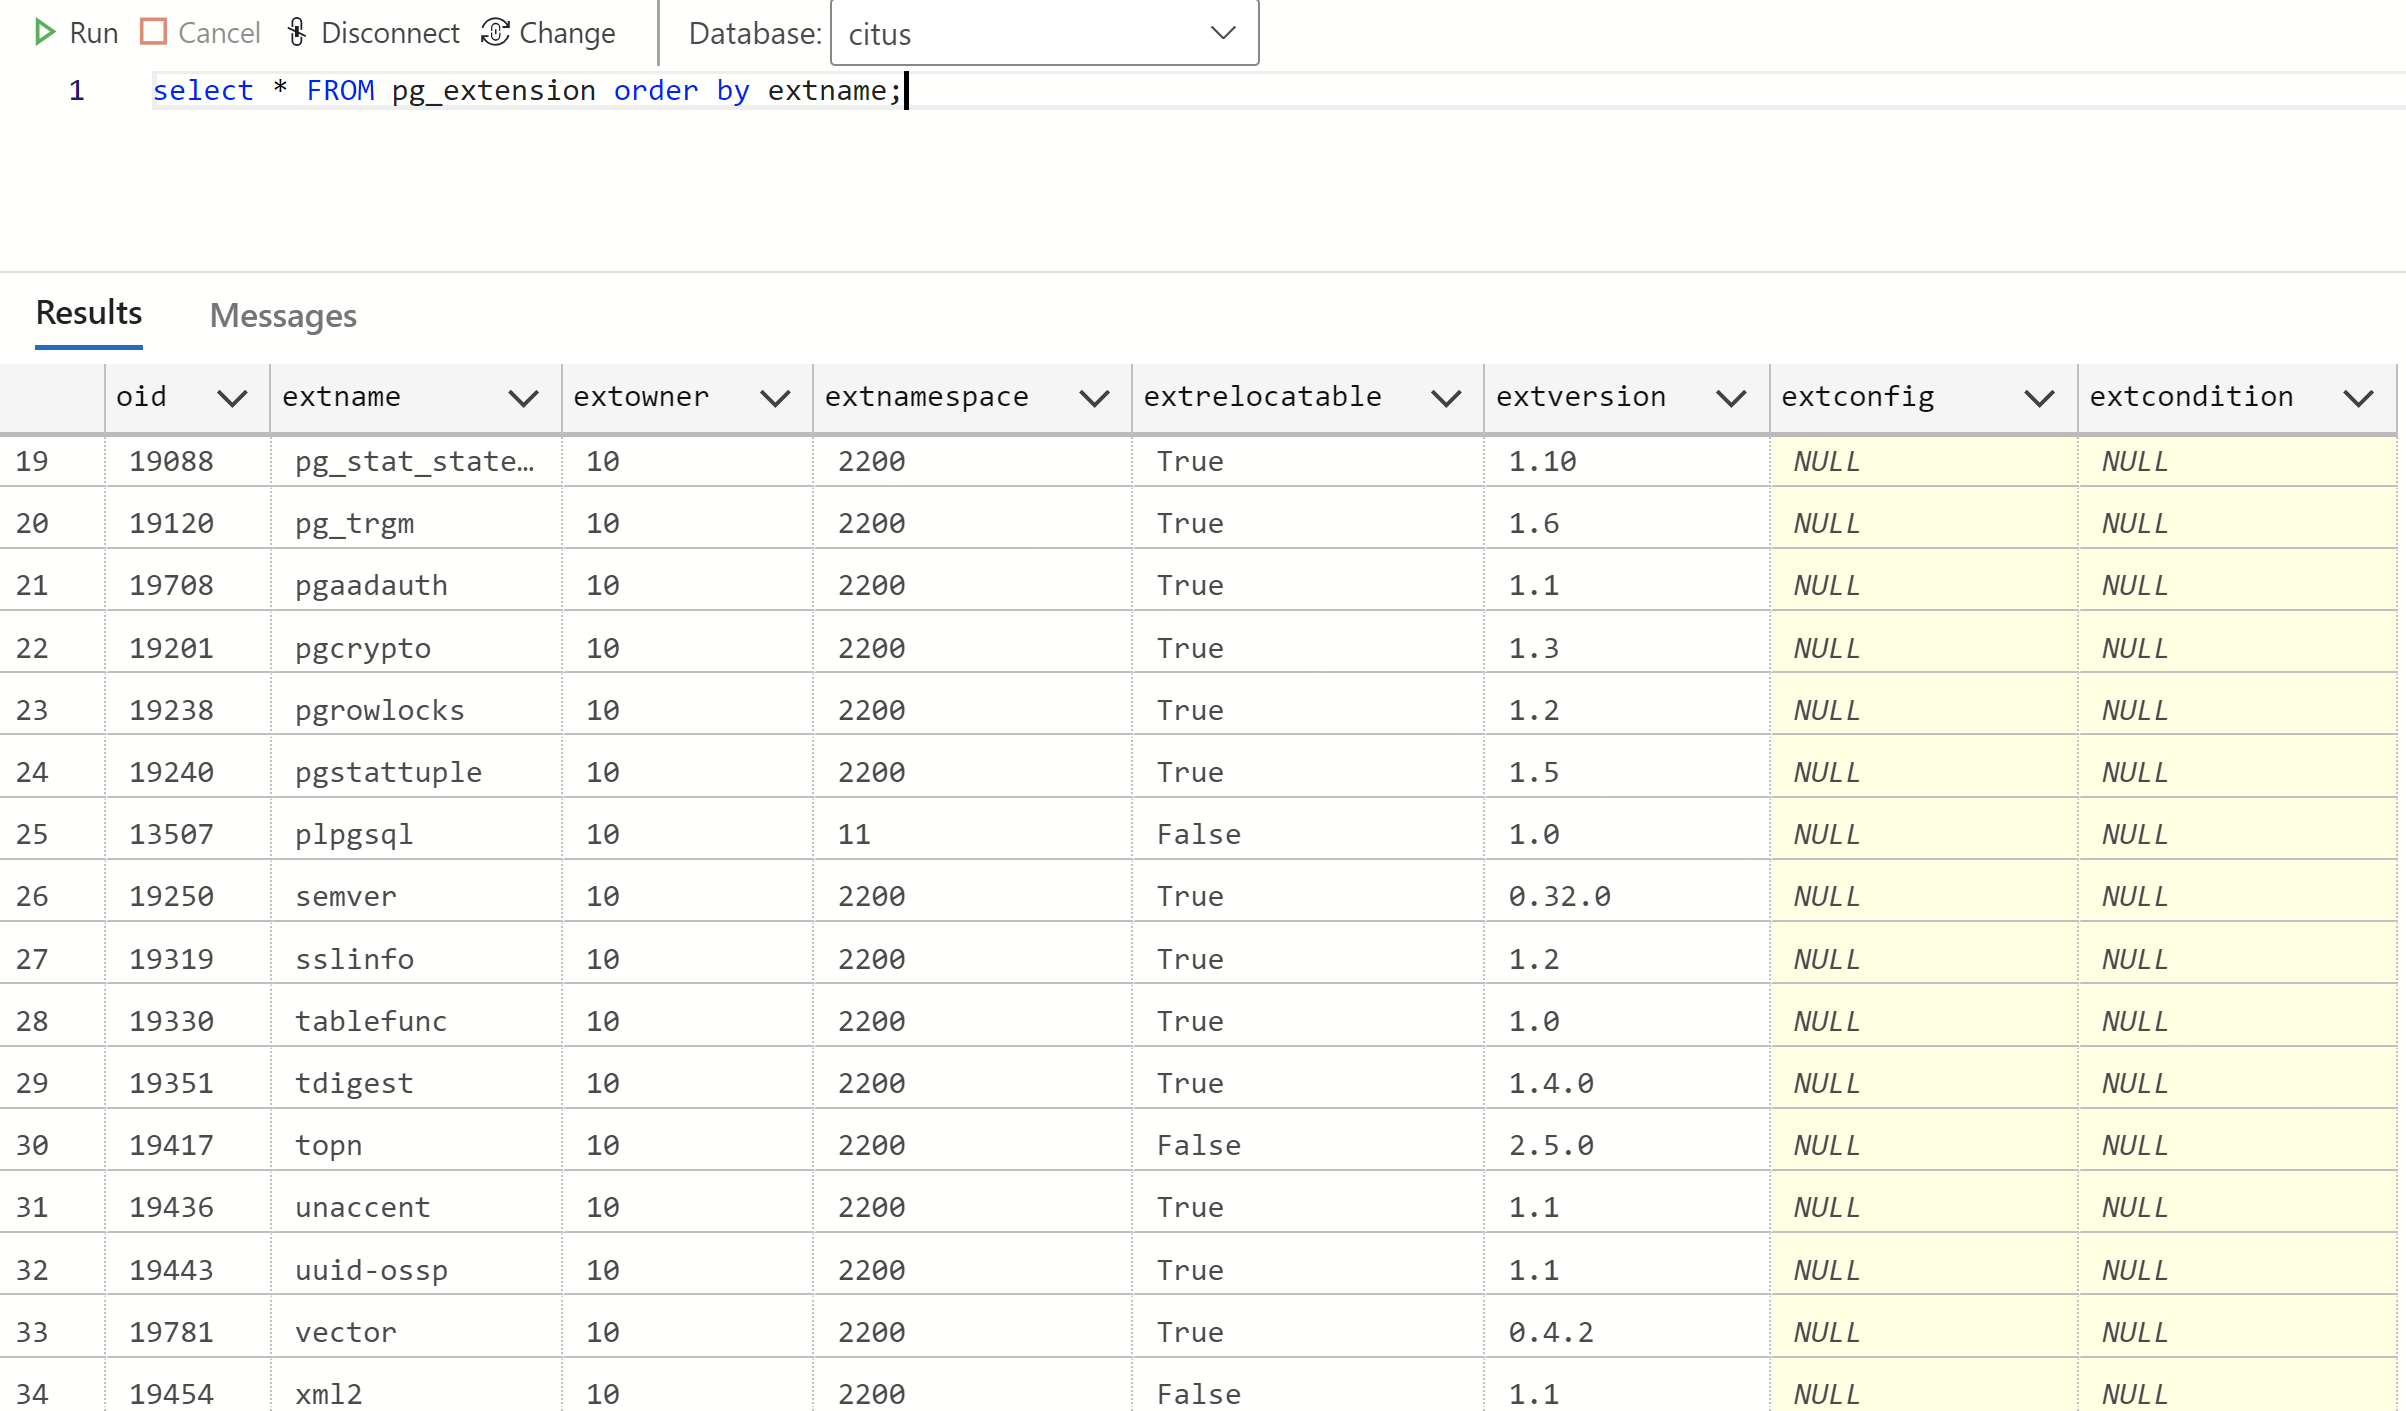 Run Cancel Disconnect Change Database: citus
1 select * FROM pg_extension order by extname;
Results Messages
oid extname extowner extnamespace extrelocatable extversion extconfig extcondition
19 19088 pg_stat_state… 10 2200 True 1.10 NULL NULL
20 19120 pg_trgm 10 2200 True 1.6 NULL NULL
21 19708 pgaadauth 10 2200 True 1.1 NULL NULL
22 19201 pgcrypto 10 2200 True 1.3 NULL NULL
23 19238 pgrowlocks 10 2200 True 1.2 NULL NULL
24 19240 pgstattuple 10 2200 True 1.5 NULL NULL
25 13507 plpgsql 10 11 False 1.0 NULL NULL
26 19250 semver 10 2200 True 0.32.0 NULL NULL
27 19319 sslinfo 10 2200 True 1.2 NULL NULL
28 19330 tablefunc 10 2200 True 1.0 NULL NULL
29 19351 tdigest 10 2200 True 1.4.0 NULL NULL
30 19417 topn 10 2200 False 2.5.0 NULL NULL
31 19436 unaccent 10 2200 True 1.1 NULL NULL
32 19443 uuid-ossp 10 2200 True 1.1 NULL NULL
33 19781 vector 10 2200 True 0.4.2 NULL NULL
34 19454 xml2 10 2200 False 1.1 NULL NULL